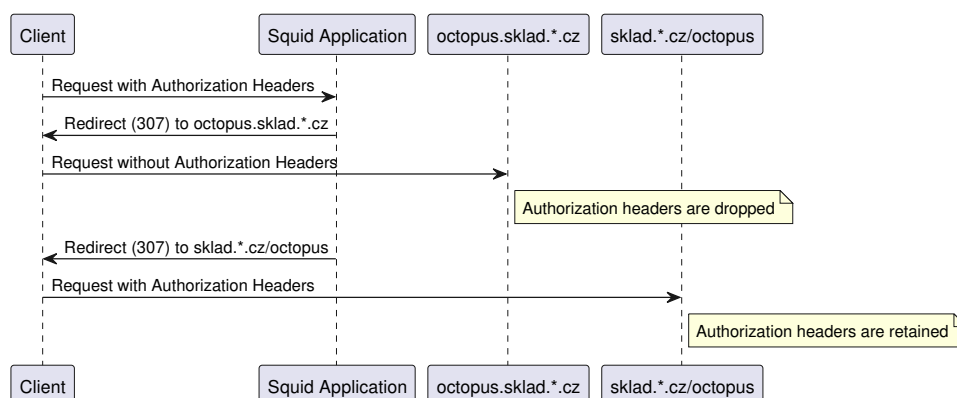 Client
Squid Application
octopus.sklad.*.cz
sklad.*.cz/octopus
Request with Authorization Headers
Redirect (307) to octopus.sklad.*.cz
Request without Authorization Headers
Authorization headers are dropped
Redirect (307) to sklad.*.cz/octopus
Request with Authorization Headers
Authorization headers are retained
Client
Squid Application
octopus.sklad.*.cz
sklad.*.cz/octopus